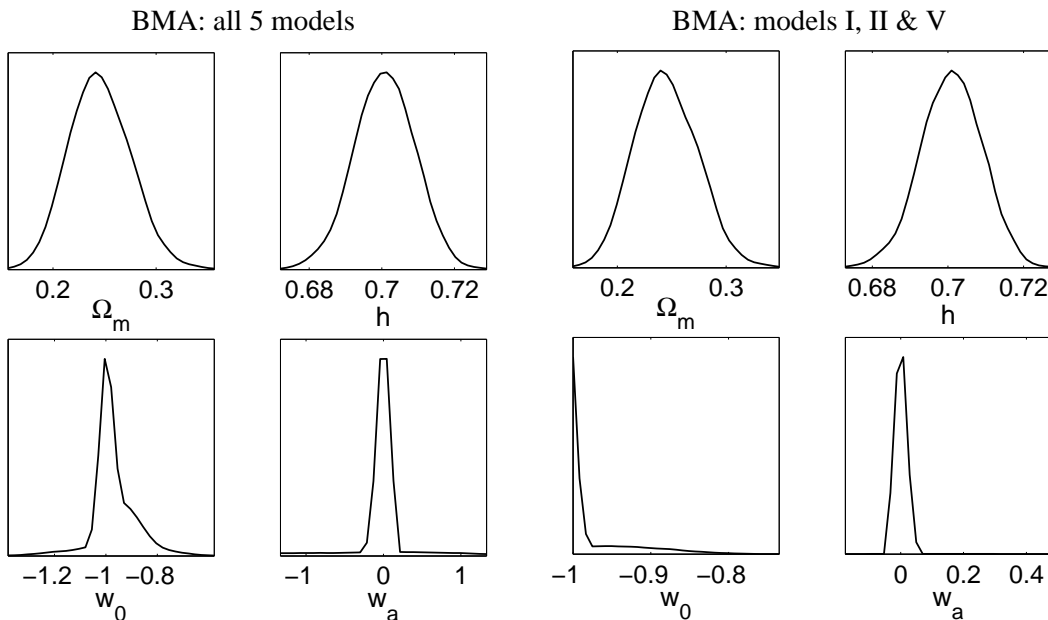 BMA: all 5 models
BMA: models I, II & V
0.2 0.3
Ω_m
0.68 0.7 0.72
h
0.2 0.3
Ω_m
0.68 0.7 0.72
h
−1.2 −1 −0.8
w_0
−1 0 1
w_a
−1 −0.9 −0.8
w_0
0 0.2 0.4
w_a